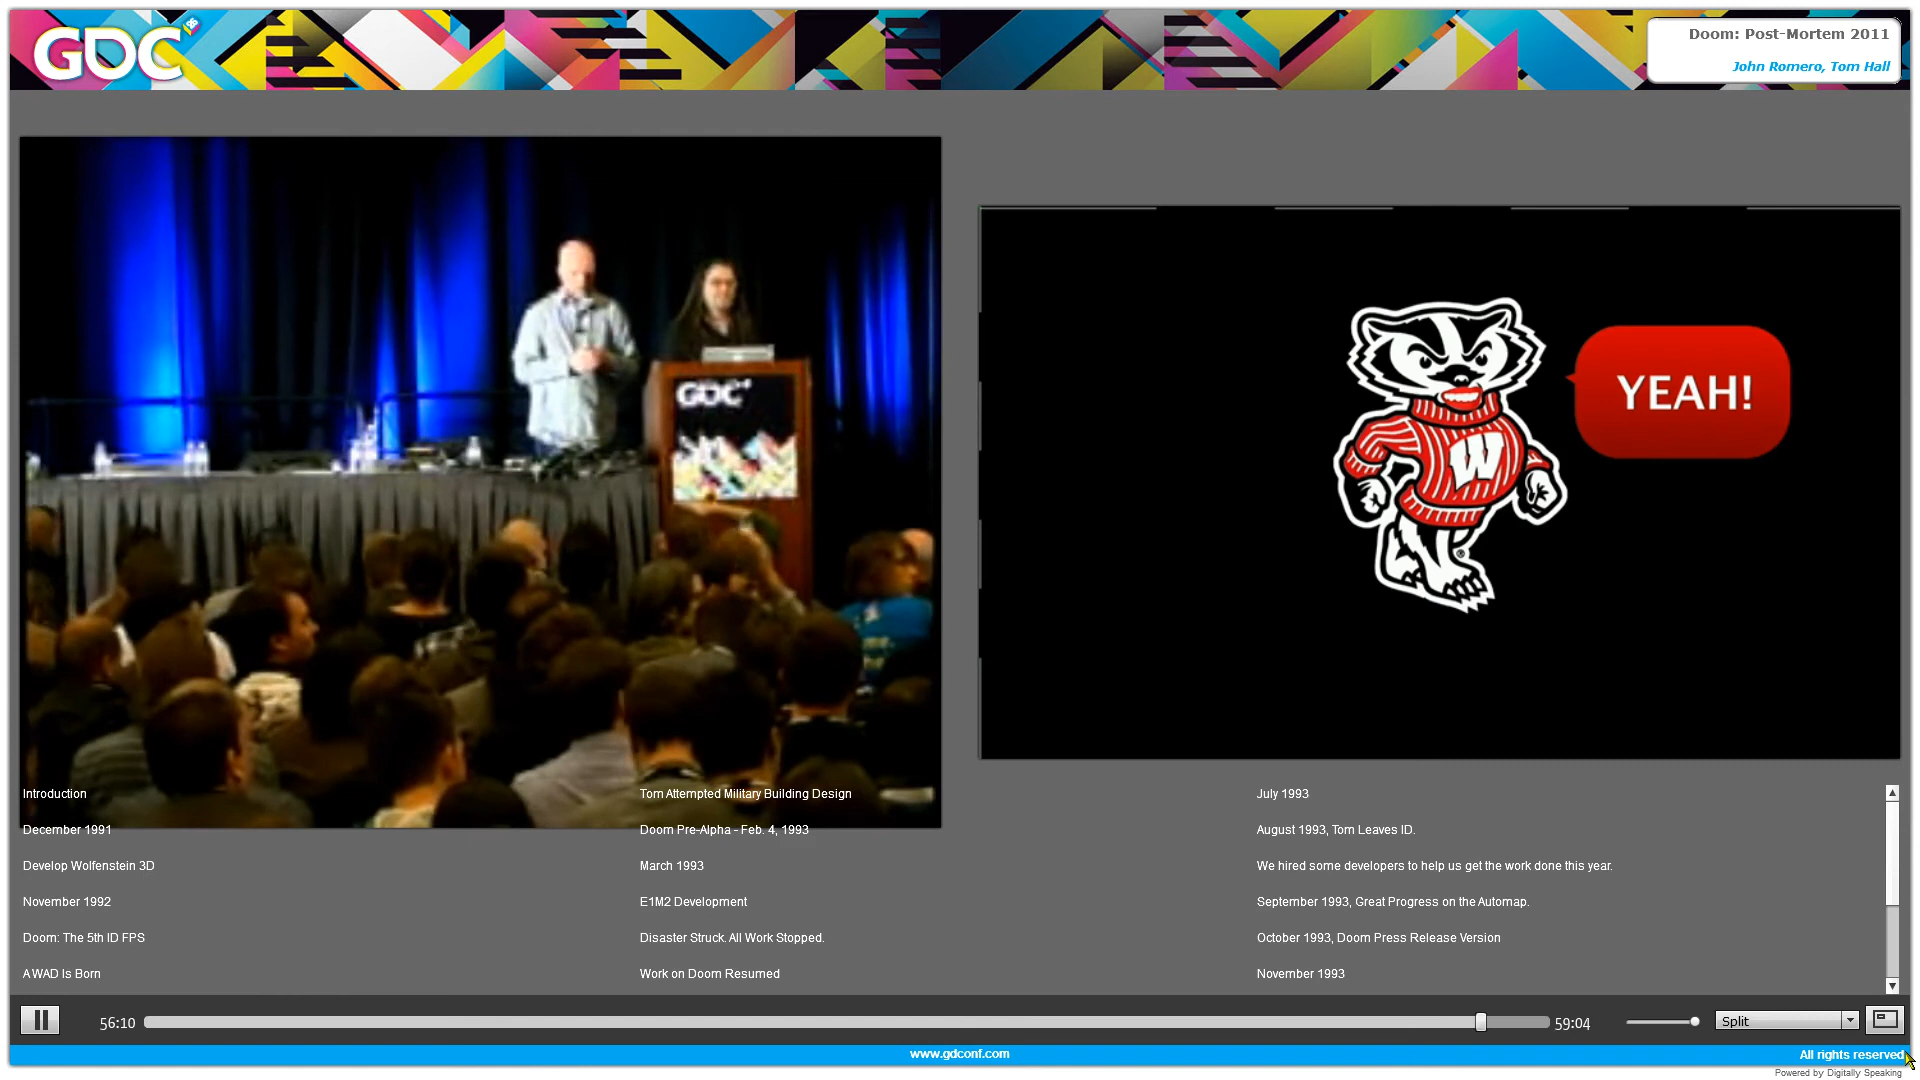 GDC 25
Doom: Post-Mortem 2011
John Romero, Tom Hall
GDC
YEAH!
W
®
Introduction
December 1991
Develop Wolfenstein 3D
November 1992
Doom: The 5th ID FPS
A WAD Is Born
Tom Attempted Military Building Design
Doom Pre-Alpha - Feb. 4, 1993
March 1993
E1M2 Development
Disaster Struck. All Work Stopped.
Work on Doom Resumed
July 1993
August 1993, Tom Leaves ID.
We hired some developers to help us get the work done this year.
September 1993, Great Progress on the Automap.
October 1993, Doom Press Release Version
November 1993
56:10
59:04
Split
www.gdconf.com
All rights reserved
Powered by Digitally Speaking